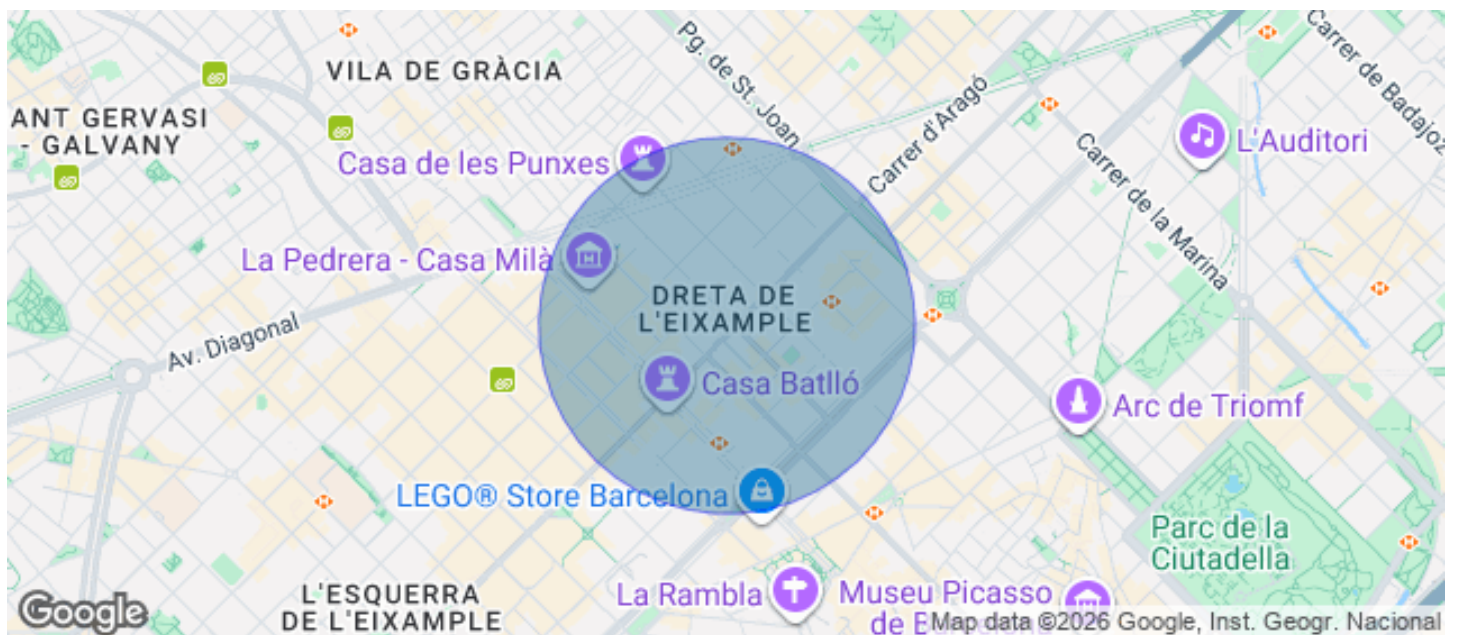 VILA DE GRÀCIA
Pg. de St. Joan
Carrer de Badajoz
ANT GERVASI
- GALVANY
Casa de les Punxes
Carrer d'Aragó
L'Auditori
Carrer de la Marina
La Pedrera - Casa Milà
DRETA DE
L'EIXAMPLE
Av. Diagonal
Casa Batlló
Arc de Triomf
LEGO® Store Barcelona
Parc de la
Ciutadella
L'ESQUERRA
DE L'EIXAMPLE
La Rambla
Museu Picasso
de Barcelona
Google
Map data ©2026 Google, Inst. Geogr. Nacional